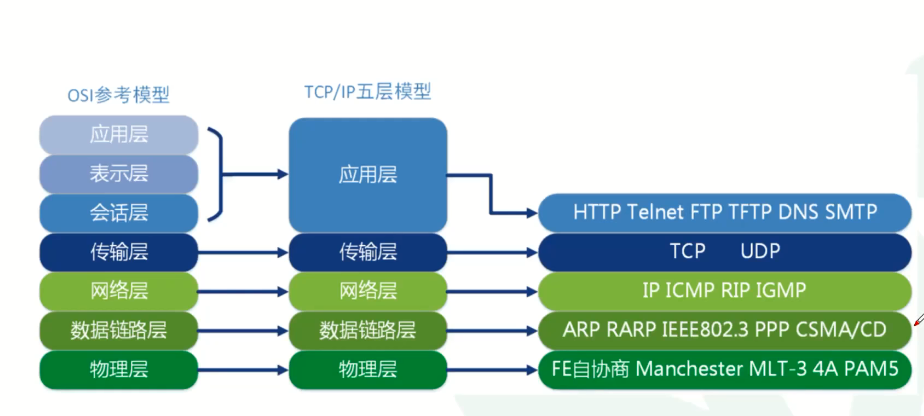 OSI参考模型
TCP/IP五层模型
应用层
表示层
会话层
传输层
网络层
数据链路层
物理层
应用层
传输层
网络层
数据链路层
物理层
HTTP Telnet FTP TFTP DNS SMTP
TCP UDP
IP ICMP RIP IGMP
ARP RARP IEEE802.3 PPP CSMA/CD
FE自协商 Manchester MLT-3 4A PAM5